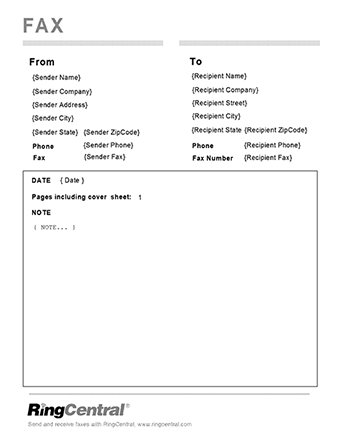 FAX
From
{Sender Name}
{Sender Company}
{Sender Address}
{Sender City}
{Sender State} {Sender ZipCode}
Phone {Sender Phone}
Fax {Sender Fax}
To
{Recipient Name}
{Recipient Company}
{Recipient Street}
{Recipient City}
{Recipient State {Recipient ZipCode}
Phone {Recipient Phone}
Fax Number {Recipient Fax}
DATE { Date }
Pages including cover sheet: 1
NOTE
{ NOTE... }
RingCentral®
Send and receive faxes with RingCentral, www.ringcentral.com